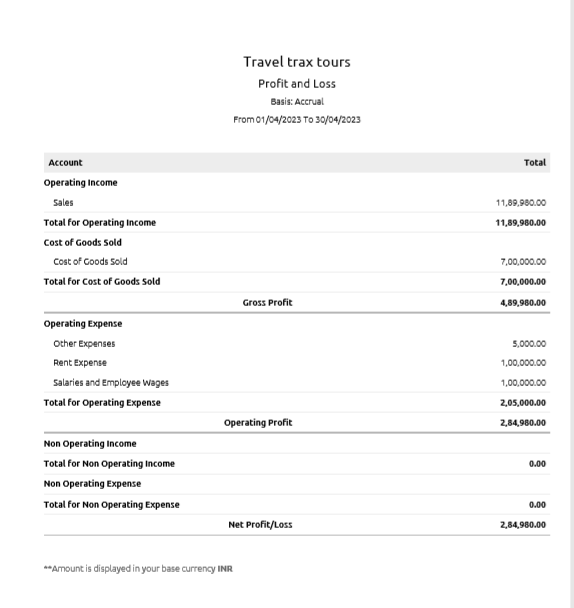 Travel trax tours
Profit and Loss
Basis: Accrual
From 01/04/2023 To 30/04/2023
Account Total
Operating Income
Sales 11,89,980.00
Total for Operating Income 11,89,980.00
Cost of Goods Sold
Cost of Goods Sold 7,00,000.00
Total for Cost of Goods Sold 7,00,000.00
Gross Profit 4,89,980.00
Operating Expense
Other Expenses 5,000.00
Rent Expense 1,00,000.00
Salaries and Employee Wages 1,00,000.00
Total for Operating Expense 2,05,000.00
Operating Profit 2,84,980.00
Non Operating Income
Total for Non Operating Income 0.00
Non Operating Expense
Total for Non Operating Expense 0.00
Net Profit/Loss 2,84,980.00
**Amount is displayed in your base currency INR